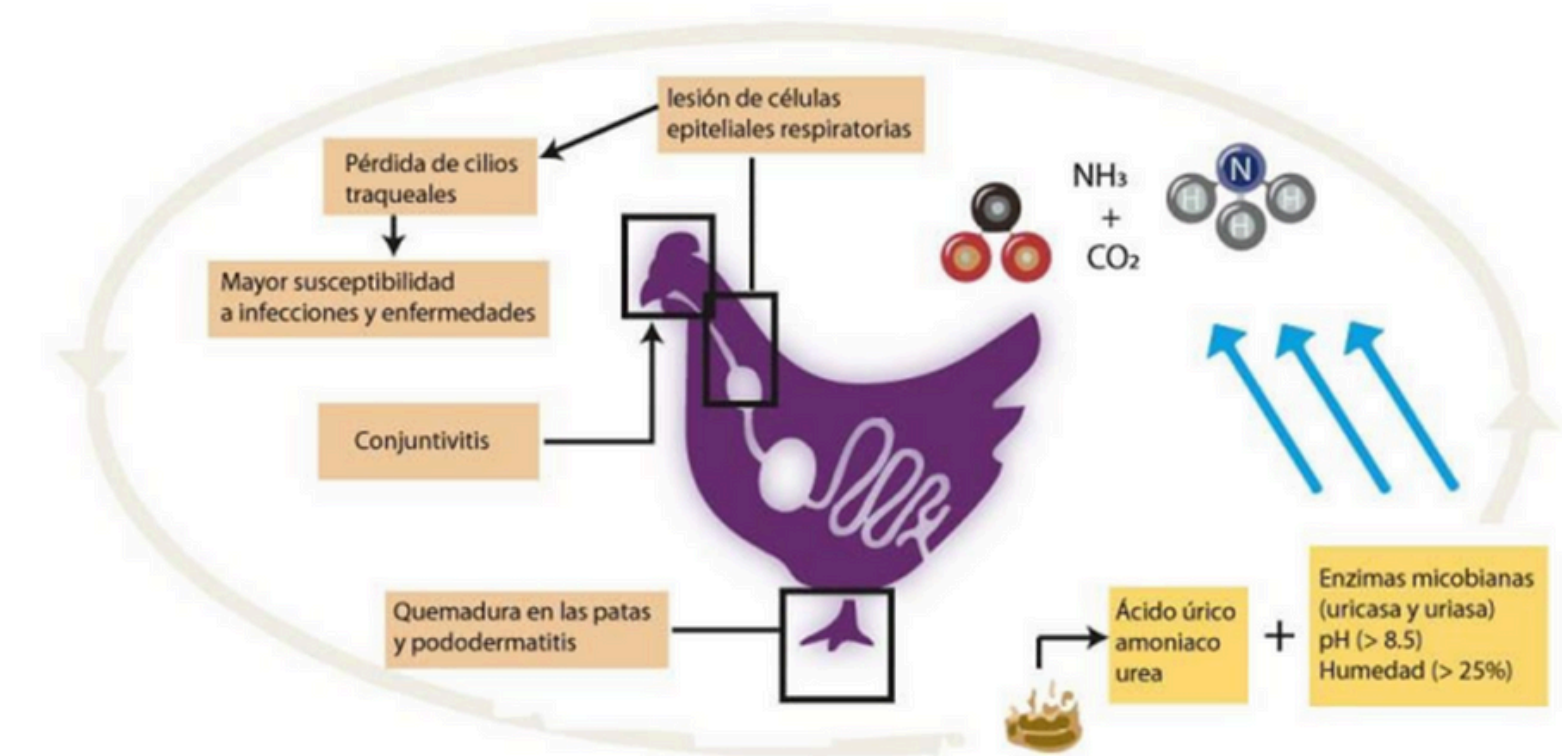 lesión de células
epiteliales respiratorias
Pérdida de cilios
traqueales
Mayor susceptibilidad
a infecciones y enfermedades
Conjuntivitis
Quemadura en las patas
y pododermatitis
NH₃
+
CO₂
N
H
H
H
Ácido úrico
amoniaco
urea
+
Enzimas micobianas
(uricasa y uriasa)
pH (> 8.5)
Humedad (> 25%)